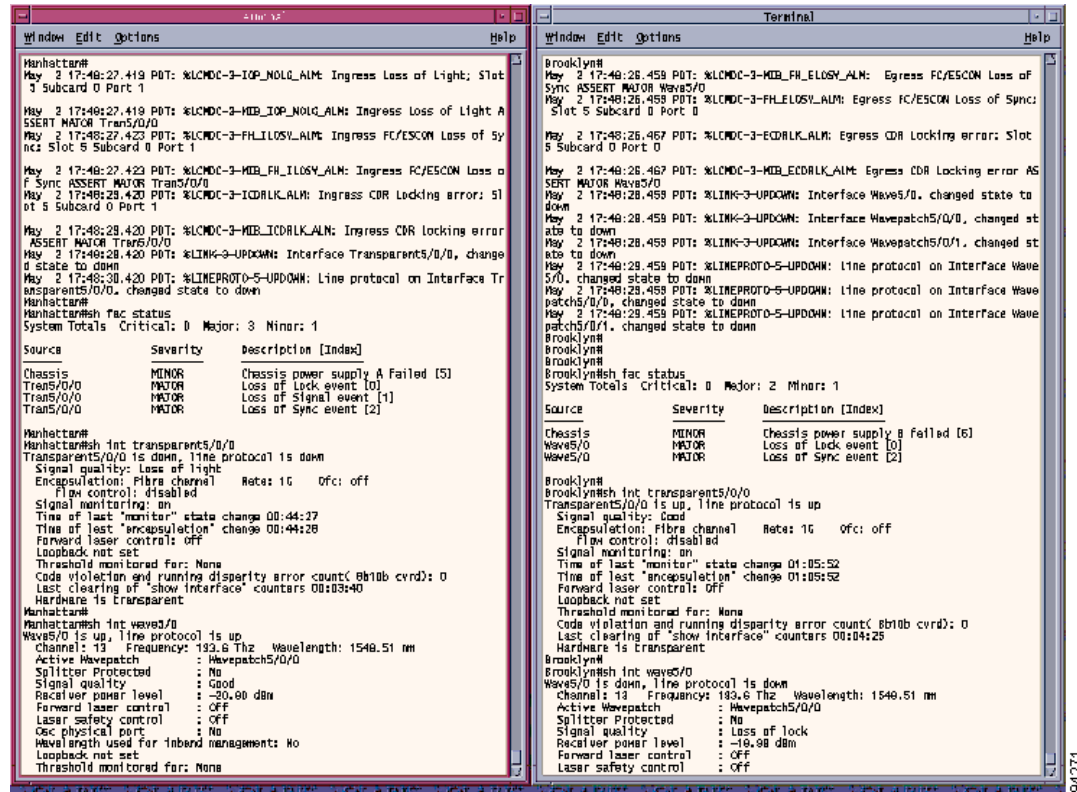 Terminal
Window Edit Options Help
Manhattan#
May 2 17:48:27.419 PDT: %LCMDC-3-IOP_NOLG_ALM: Ingress Loss of Light; Slot
5 Subcard 0 Port 1
May 2 17:48:27.419 PDT: %LCMDC-3-MIB_IOP_NOLG_ALM: Ingress Loss of Light A
SSERT MAJOR Tran5/0/0
May 2 17:48:27.423 PDT: %LCMDC-3-FH_ILOSY_ALM: Ingress FC/ESCON Loss of Sy
nc; Slot 5 Subcard 0 Port 1
May 2 17:48:27.423 PDT: %LCMDC-3-MIB_FH_ILOSY_ALM: Ingress FC/ESCON Loss o
f Sync ASSERT MAJOR Tran5/0/0
May 2 17:48:28.420 PDT: %LCMDC-3-ICDRLK_ALM: Ingress CDR Locking error; Sl
ot 5 Subcard 0 Port 1
May 2 17:48:28.420 PDT: %LCMDC-3-MIB_ICDRLK_ALM: Ingress CDR locking error
ASSERT MAJOR Tran5/0/0
May 2 17:48:28.420 PDT: %LINK-3-UPDOWN: Interface Transparent5/0/0, change
d state to down
May 2 17:48:30.420 PDT: %LINEPROTO-5-UPDOWN: Line protocol on Interface Tr
ansparent5/0/0, changed state to down
Manhattan#
Manhattan#sh fac status
System Totals Critical: 0 Major: 3 Minor: 1
Source Severity Description [Index]
Chassis MINOR Chassis power supply A failed [5]
Tran5/0/0 MAJOR Loss of Lock event [0]
Tran5/0/0 MAJOR Loss of Signal event [1]
Tran5/0/0 MAJOR Loss of Sync event [2]
Manhattan#
Manhattan#sh int transparent5/0/0
Transparent5/0/0 is down, line protocol is down
Signal quality: Loss of light
Encapsulation: Fibre channel Rate: 1G Ofc: off
flow control: disabled
Signal monitoring: on
Time of last "monitor" state change 00:44:27
Time of last "encapsulation" change 00:44:28
Forward laser control: Off
Loopback not set
Threshold monitored for: None
Code violation and running disparity error count( 8b10b cvrd): 0
Last clearing of "show interface" counters 00:03:40
Hardware is transparent
Manhattan#
Manhattan#sh int wave5/0
Wave5/0 is up, line protocol is up
Channel: 13 Frequency: 193.6 Thz Wavelength: 1548.51 nm
Active Wavepatch : Wavepatch5/0/0
Splitter Protected : No
Signal quality : Good
Receiver power level : -20.90 dBm
Forward laser control : Off
Laser safety control : Off
Osc physical port : No
Wavelength used for inband management: No
Loopback not set
Threshold monitored for: None
Terminal
Window Edit Options Help
Brooklyn#
May 2 17:48:26.459 PDT: %LCMDC-3-MIB_FH_ELOSY_ALM: Egress FC/ESCON Loss of
Sync ASSERT MAJOR Wave5/0
May 2 17:48:26.459 PDT: %LCMDC-3-FH_ELOSY_ALM: Egress FC/ESCON Loss of Sync;
Slot 5 Subcard 0 Port 0
May 2 17:48:26.467 PDT: %LCMDC-3-ECDRLK_ALM: Egress CDR Locking error; Slot
5 Subcard 0 Port 0
May 2 17:48:26.467 PDT: %LCMDC-3-MIB_ECDRLK_ALM: Egress CDR Locking error AS
SERT MAJOR Wave5/0
May 2 17:48:28.459 PDT: %LINK-3-UPDOWN: Interface Wave5/0, changed state to
down
May 2 17:48:28.459 PDT: %LINK-3-UPDOWN: Interface Wavepatch5/0/0, changed st
ate to down
May 2 17:48:28.459 PDT: %LINK-3-UPDOWN: Interface Wavepatch5/0/1, changed st
ate to down
May 2 17:48:29.459 PDT: %LINEPROTO-5-UPDOWN: Line protocol on Interface Wave
5/0, changed state to down
May 2 17:48:29.459 PDT: %LINEPROTO-5-UPDOWN: Line protocol on Interface Wave
patch5/0/0, changed state to down
May 2 17:48:29.459 PDT: %LINEPROTO-5-UPDOWN: Line protocol on Interface Wave
patch5/0/1, changed state to down
Brooklyn#
Brooklyn#
Brooklyn#
Brooklyn#sh fac status
System Totals Critical: 0 Major: 2 Minor: 1
Source Severity Description [Index]
Chassis MINOR Chassis power supply B failed [6]
Wave5/0 MAJOR Loss of Lock event [0]
Wave5/0 MAJOR Loss of Sync event [2]
Brooklyn#
Brooklyn#sh int transparent5/0/0
Transparent5/0/0 is up, line protocol is up
Signal quality: Good
Encapsulation: Fibre channel Rate: 1G Ofc: off
flow control: disabled
Signal monitoring: on
Time of last "monitor" state change 01:05:52
Time of last "encapsulation" change 01:05:52
Forward laser control: Off
Loopback not set
Threshold monitored for: None
Code violation and running disparity error count( 8b10b cvrd): 0
Last clearing of "show interface" counters 00:04:25
Hardware is transparent
Brooklyn#
Brooklyn#sh int wave5/0
Wave5/0 is down, line protocol is down
Channel: 13 Frequency: 193.6 Thz Wavelength: 1548.51 nm
Active Wavepatch : Wavepatch5/0/0
Splitter Protected : No
Signal quality : Loss of lock
Receiver power level : -18.98 dBm
Forward laser control : Off
Laser safety control : Off
94271